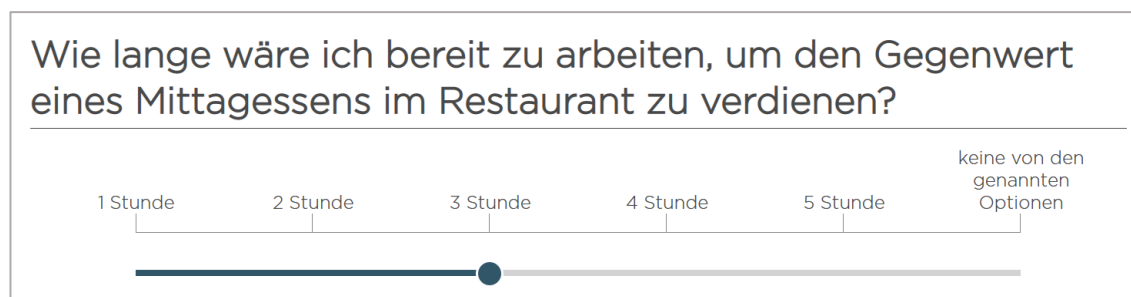 Wie lange wäre ich bereit zu arbeiten, um den Gegenwert
eines Mittagessens im Restaurant zu verdienen?
1 Stunde
2 Stunde
3 Stunde
4 Stunde
5 Stunde
keine von den
genannten
Optionen